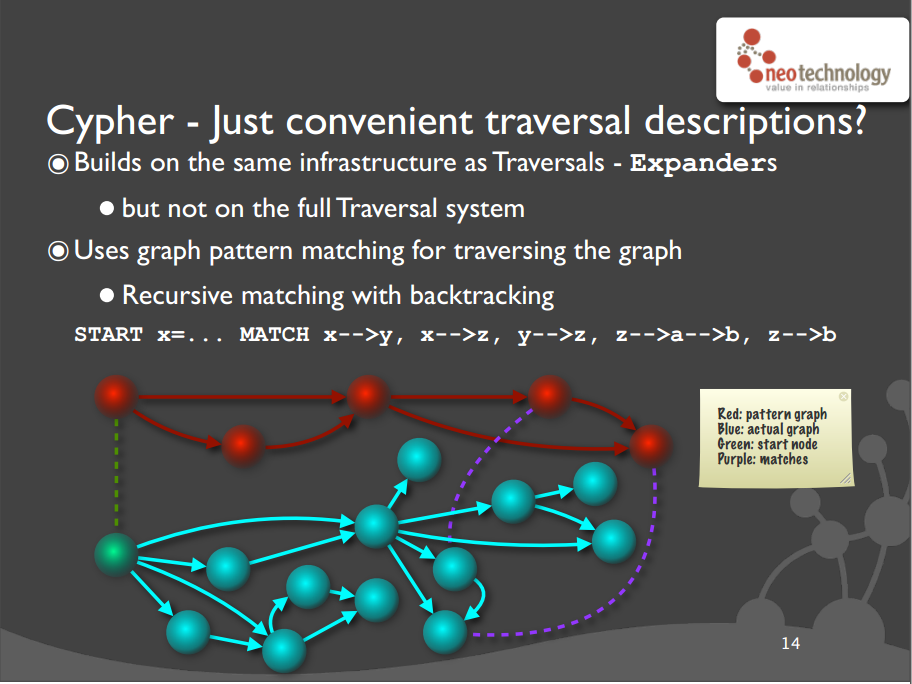 neotechnology
value in relationships
Cypher - Just convenient traversal descriptions?
Builds on the same infrastructure as Traversals - Expanders
but not on the full Traversal system
Uses graph pattern matching for traversing the graph
Recursive matching with backtracking
START x=... MATCH x-->y, x-->z, y-->z, z-->a-->b, z-->b
Red: pattern graph
Blue: actual graph
Green: start node
Purple: matches
14